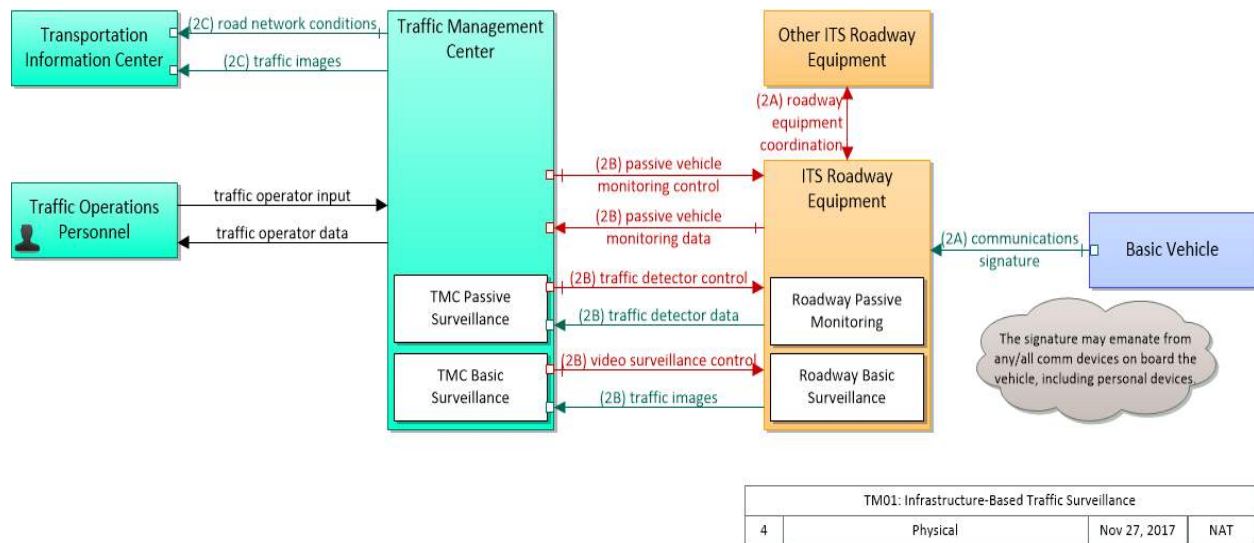 Transportation
Information Center
(2C) road network conditions
(2C) traffic images
Traffic Management
Center
Other ITS Roadway
Equipment
(2A) roadway
equipment
coordination
(2B) passive vehicle
monitoring control
ITS Roadway
Equipment
Traffic Operations
Personnel
traffic operator input
traffic operator data
(2B) passive vehicle
monitoring data
(2A) communications
signature
Basic Vehicle
TMC Passive
Surveillance
(2B) traffic detector control
(2B) traffic detector data
Roadway Passive
Monitoring
The signature may emanate from
any/all comm devices on board the
vehicle, including personal devices.
TMC Basic
Surveillance
(2B) video surveillance control
(2B) traffic images
Roadway Basic
Surveillance
TM01: Infrastructure-Based Traffic Surveillance
4 Physical Nov 27, 2017 NAT